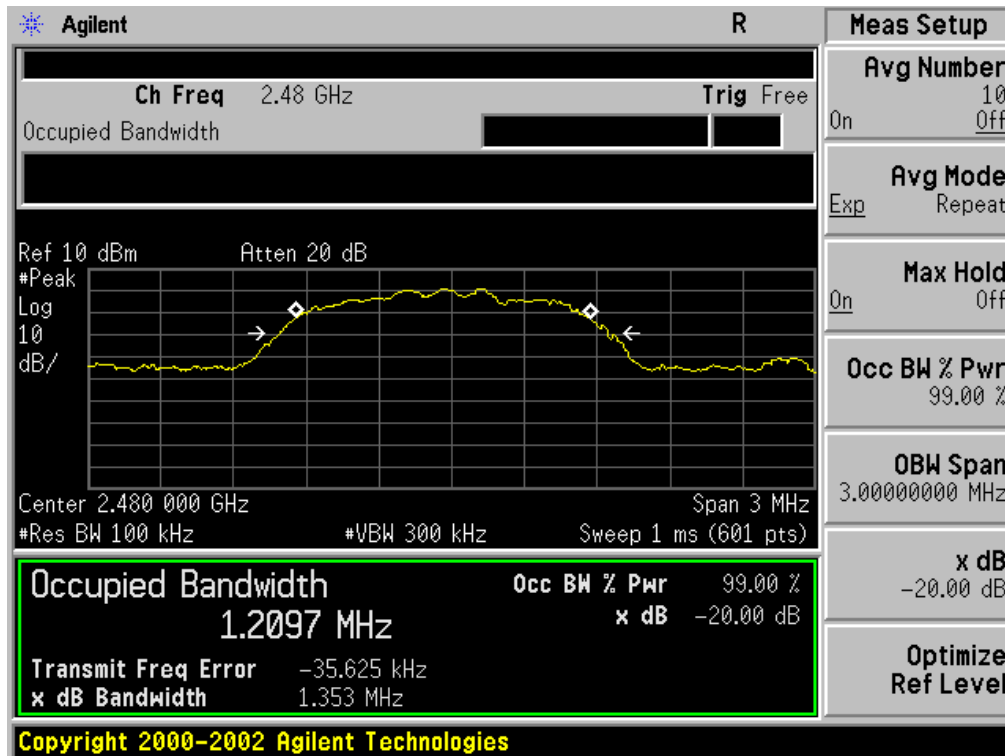 Agilent R Meas Setup
Ch Freq 2.48 GHz Trig Free
Occupied Bandwidth
Ref 10 dBm Atten 20 dB
#Peak
Log
10
dB/
Center 2.480 000 GHz Span 3 MHz
#Res BW 100 kHz #VBW 300 kHz Sweep 1 ms (601 pts)
Occupied Bandwidth Occ BW % Pwr 99.00 %
1.2097 MHz x dB -20.00 dB
Transmit Freq Error -35.625 kHz
x dB Bandwidth 1.353 MHz
Avg Number
10
On Off
Avg Mode
Exp Repeat
Max Hold
On Off
Occ BW % Pwr
99.00 %
OBW Span
3.00000000 MHz
x dB
-20.00 dB
Optimize
Ref Level
Copyright 2000-2002 Agilent Technologies